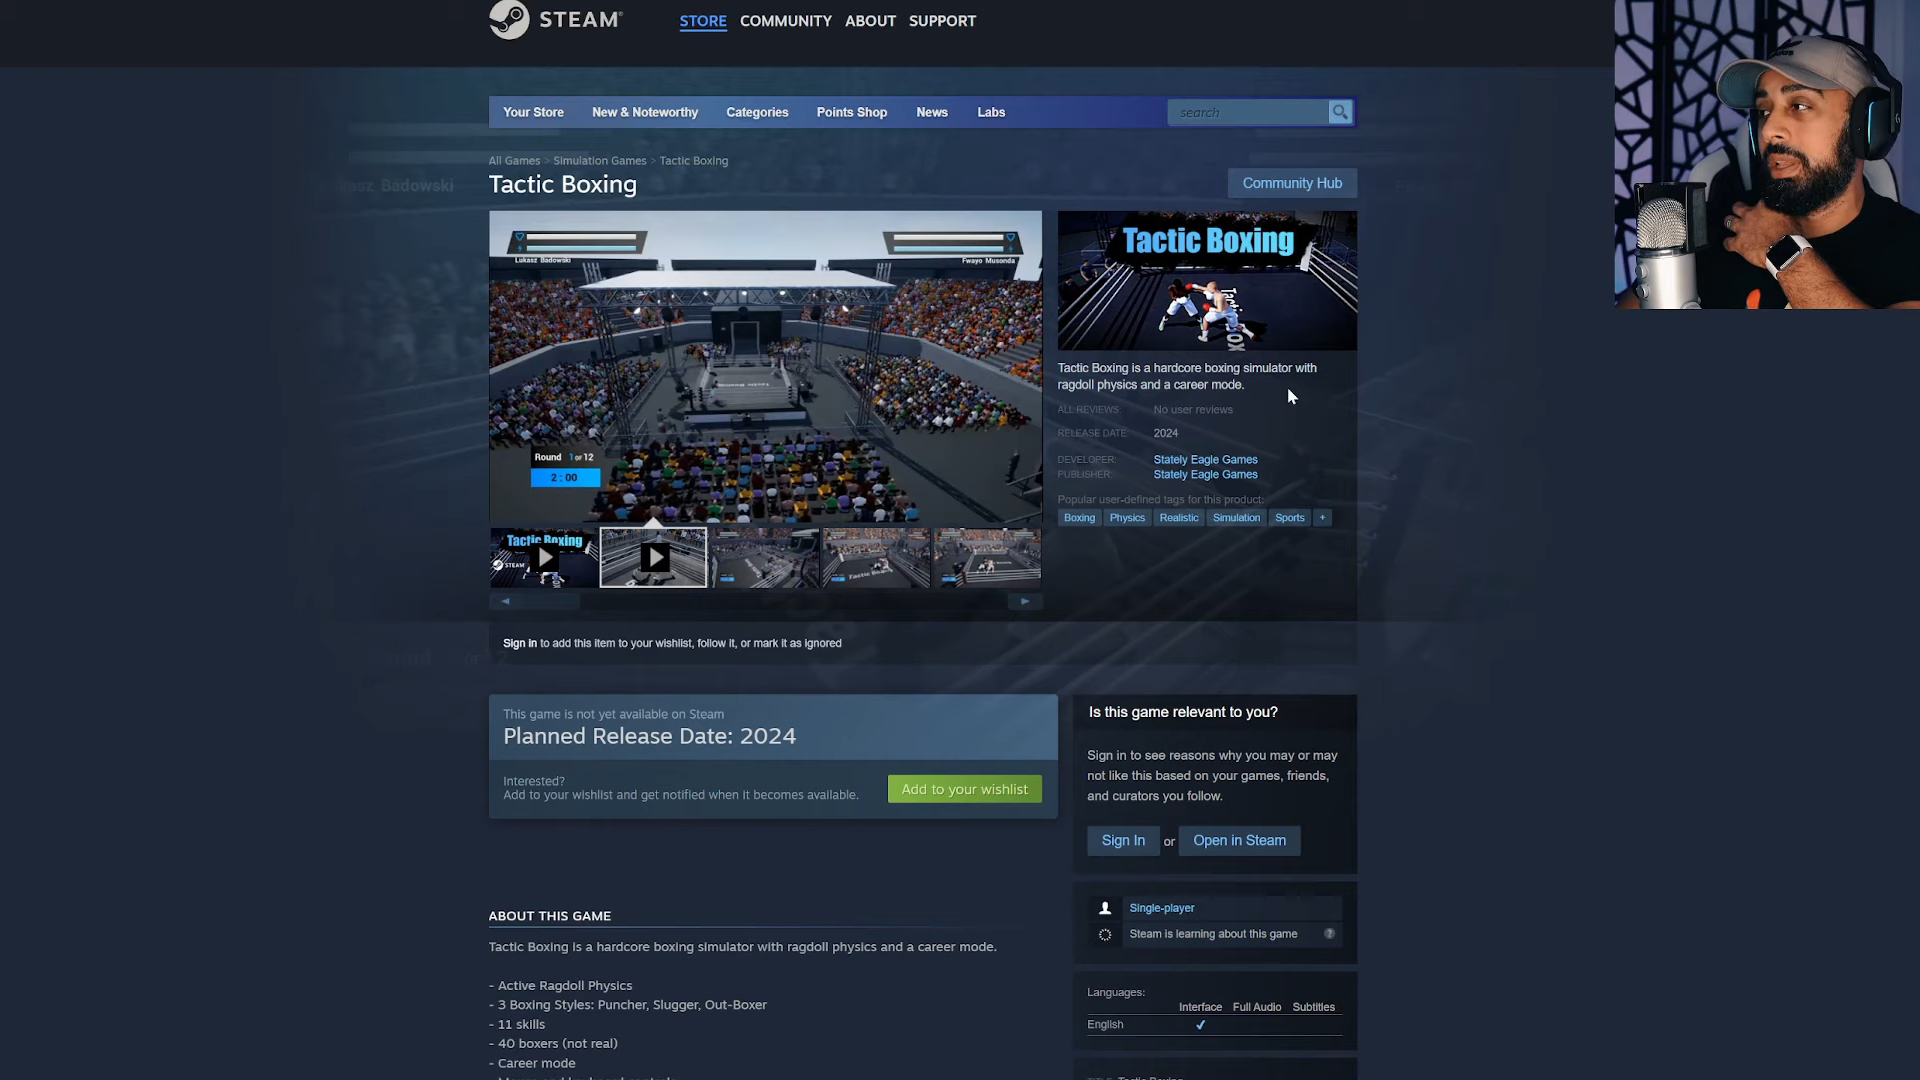 STEAM®
STORE COMMUNITY ABOUT SUPPORT
Your Store New & Noteworthy Categories Points Shop News Labs
search
All Games > Simulation Games > Tactic Boxing
Tactic Boxing
Community Hub
Lukasz Badowski
Fwayo Musonda
Round 1 of 12
2 : 00
Tactic Boxing
Tactic Boxing is a hardcore boxing simulator with
ragdoll physics and a career mode.
ALL REVIEWS: No user reviews
RELEASE DATE: 2024
DEVELOPER: Stately Eagle Games
PUBLISHER: Stately Eagle Games
Popular user-defined tags for this product:
Boxing Physics Realistic Simulation Sports +
Tactic Boxing
STEAM
Sign in to add this item to your wishlist, follow it, or mark it as ignored
This game is not yet available on Steam
Planned Release Date: 2024
Interested?
Add to your wishlist and get notified when it becomes available.
Add to your wishlist
Is this game relevant to you?
Sign in to see reasons why you may or may
not like this based on your games, friends,
and curators you follow.
Sign In or Open in Steam
Single-player
Steam is learning about this game ?
Languages:
Interface Full Audio Subtitles
English ✔
ABOUT THIS GAME
Tactic Boxing is a hardcore boxing simulator with ragdoll physics and a career mode.
- Active Ragdoll Physics
- 3 Boxing Styles: Puncher, Slugger, Out-Boxer
- 11 skills
- 40 boxers (not real)
- Career mode